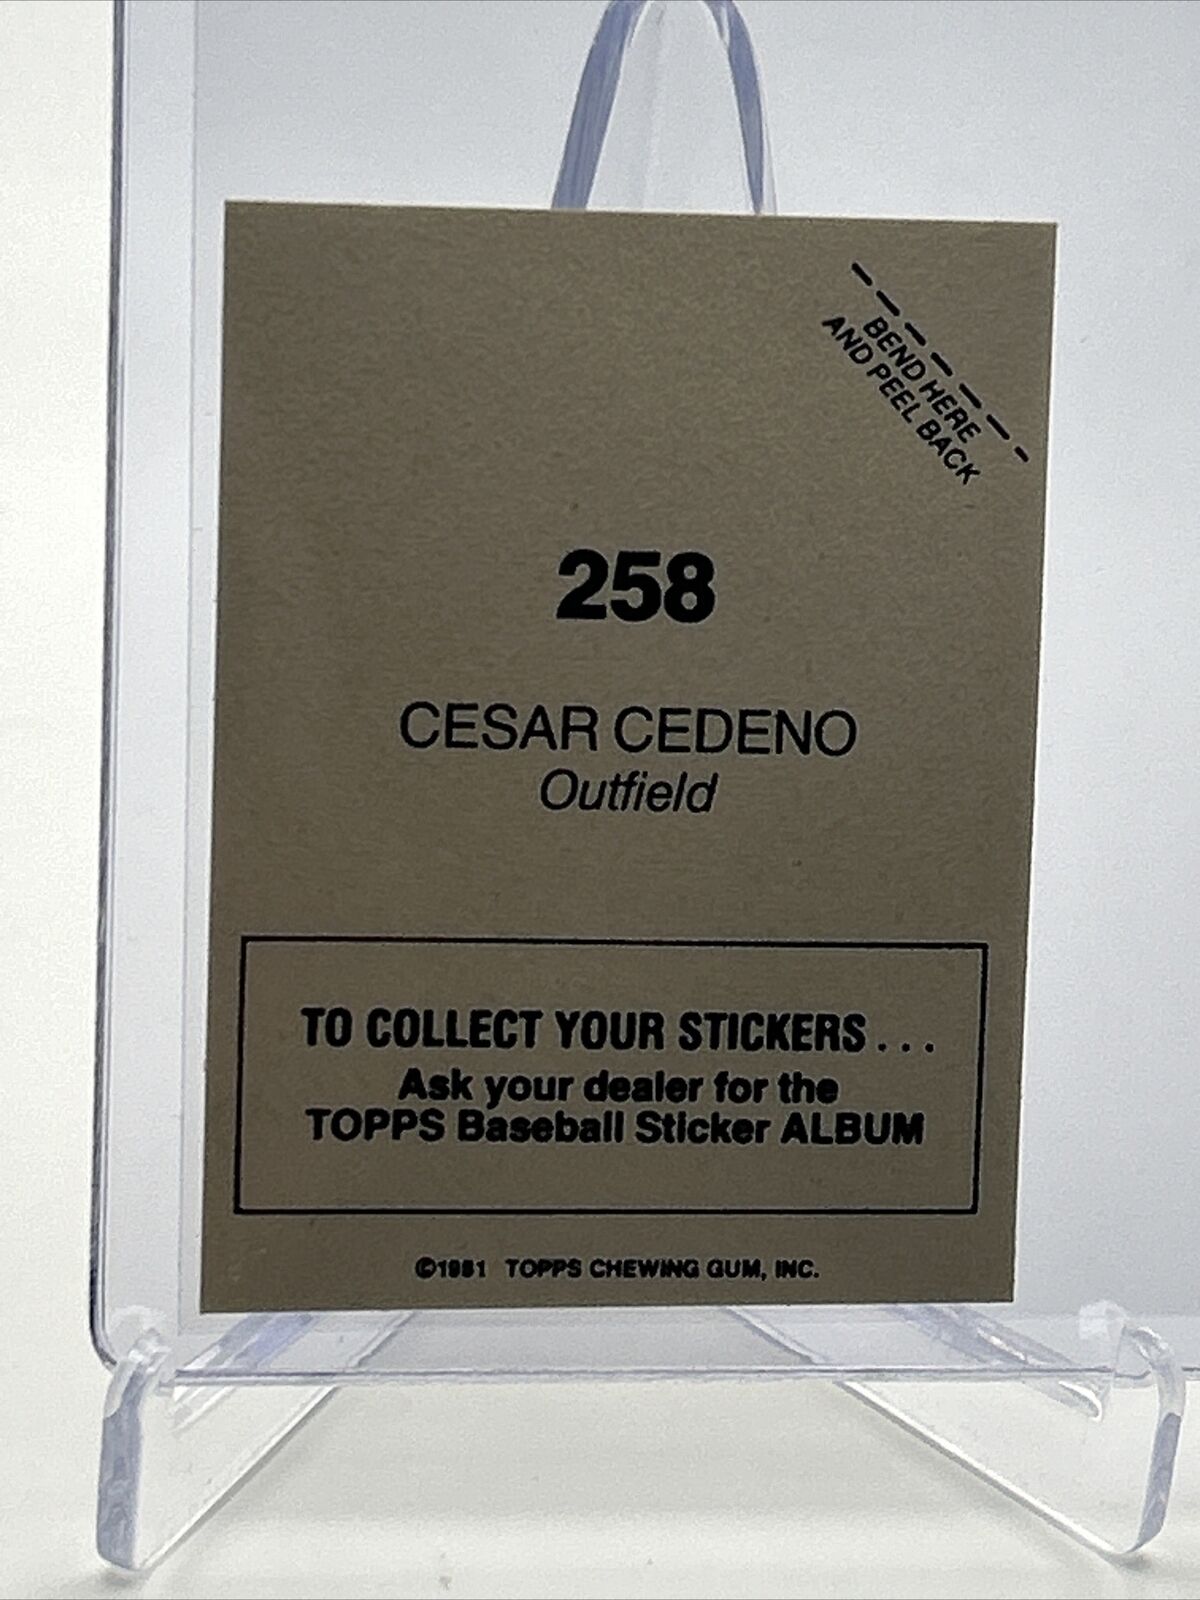 BEND HERE
AND PEEL BACK
258
CESAR CEDENO
Outfield
TO COLLECT YOUR STICKERS . . .
Ask your dealer for the
TOPPS Baseball Sticker ALBUM
©1981 TOPPS CHEWING GUM, INC.